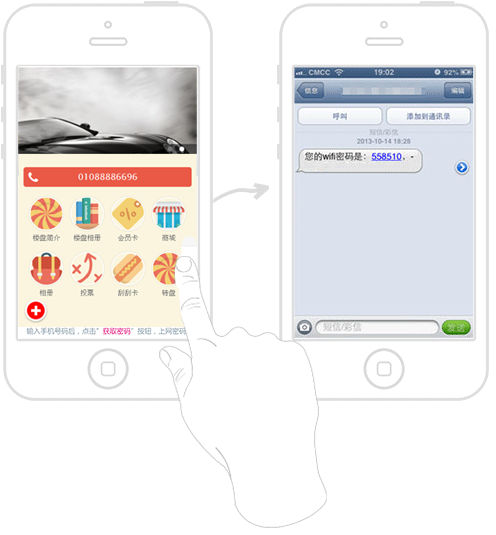 01088886696
楼盘简介 楼盘相册 会员卡 商城
相册 投票 刮刮卡 转盘
输入手机号码后，点击"获取密码"按钮，上网密码
CMCC 19:02 92%
信息 编辑
呼叫 添加到通讯录
短信/彩信
2013-10-14 18:28
您的wifi密码是：558510，-
短信/彩信 发送